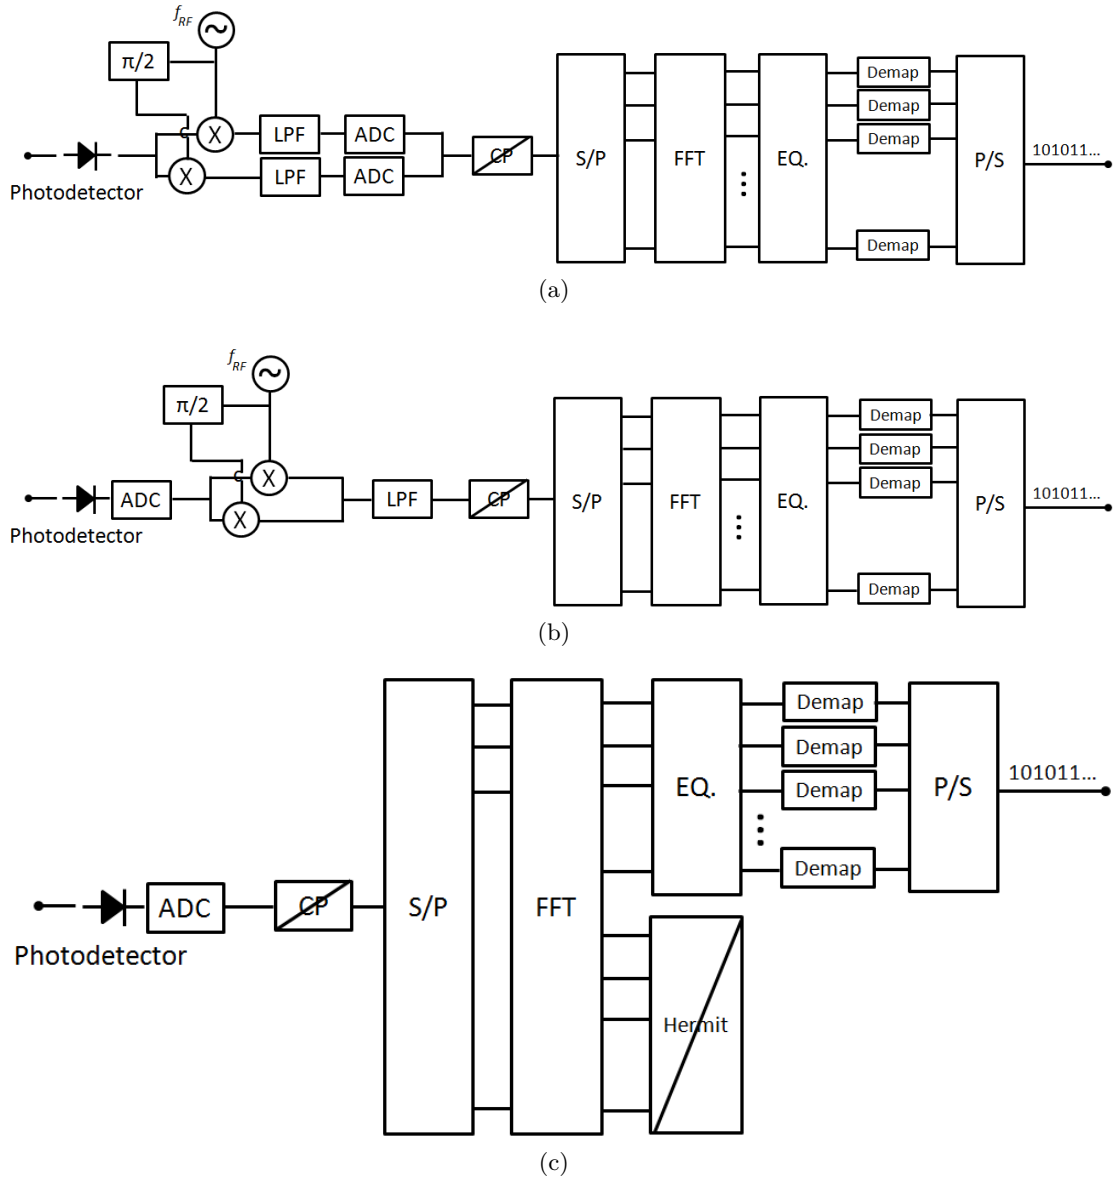 f_RF
π/2
X
LPF
ADC
Photodetector
X
LPF
ADC
CP
S/P
FFT
EQ.
Demap
Demap
Demap
Demap
P/S
101011...
(a)
f_RF
π/2
Photodetector
ADC
X
X
LPF
CP
S/P
FFT
EQ.
Demap
Demap
Demap
Demap
P/S
101011...
(b)
Photodetector
ADC
CP
S/P
FFT
EQ.
Hermit
Demap
Demap
Demap
Demap
P/S
101011...
(c)